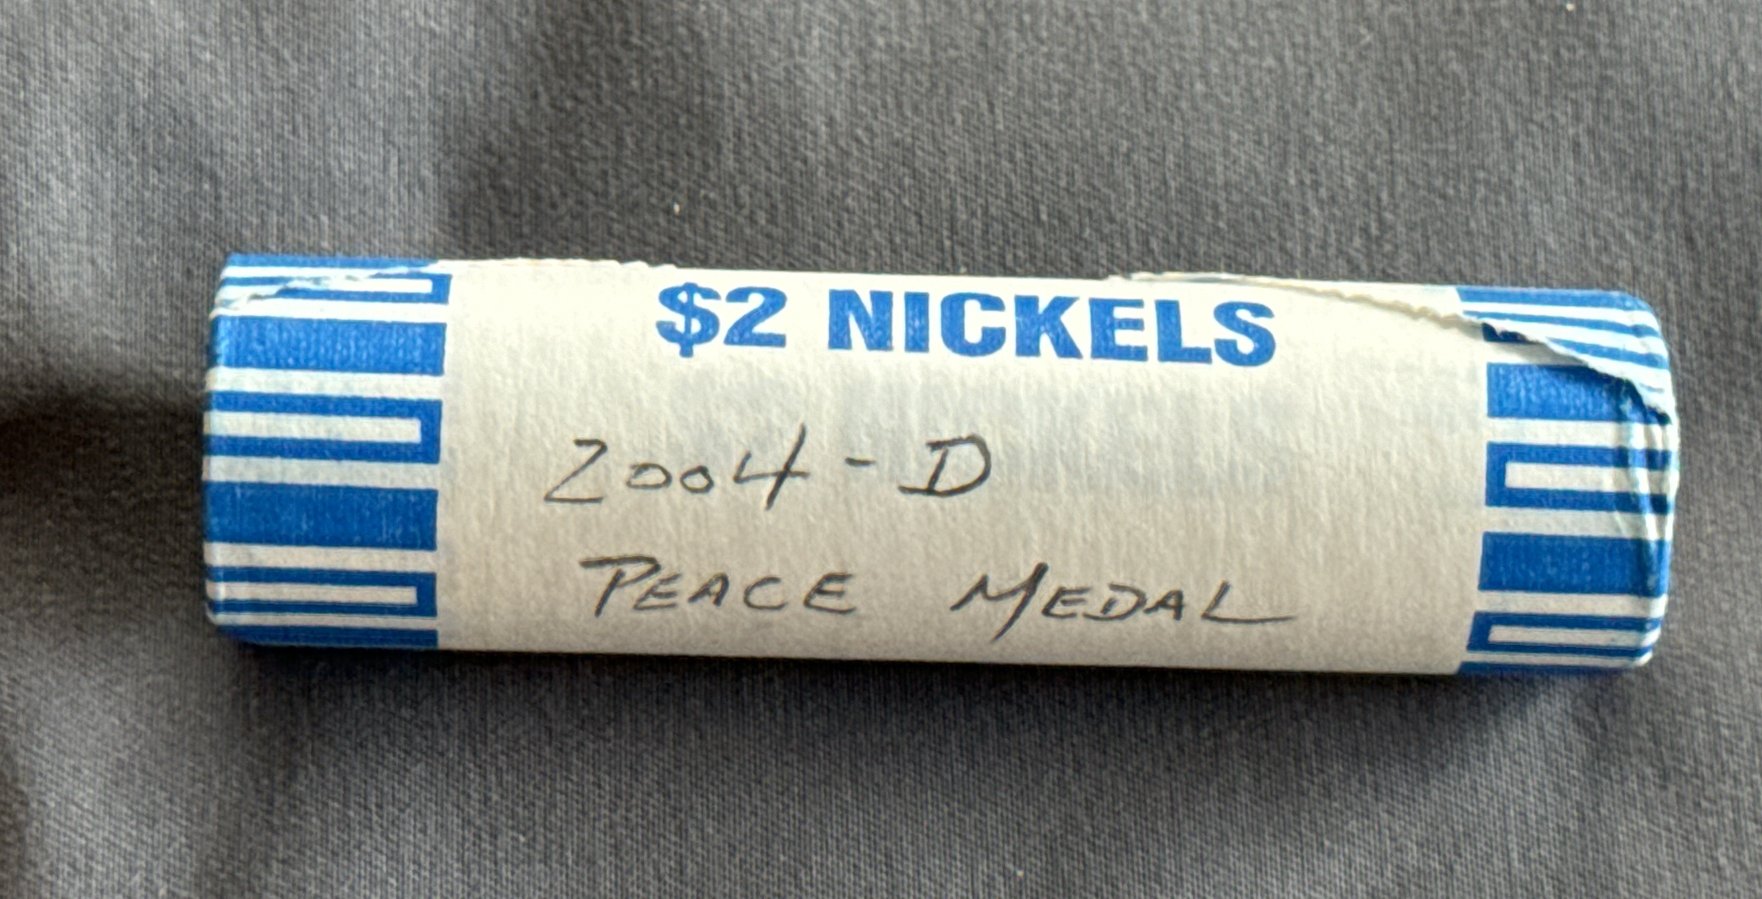 $2 NICKELS
2004-D
PEACE MEDAL